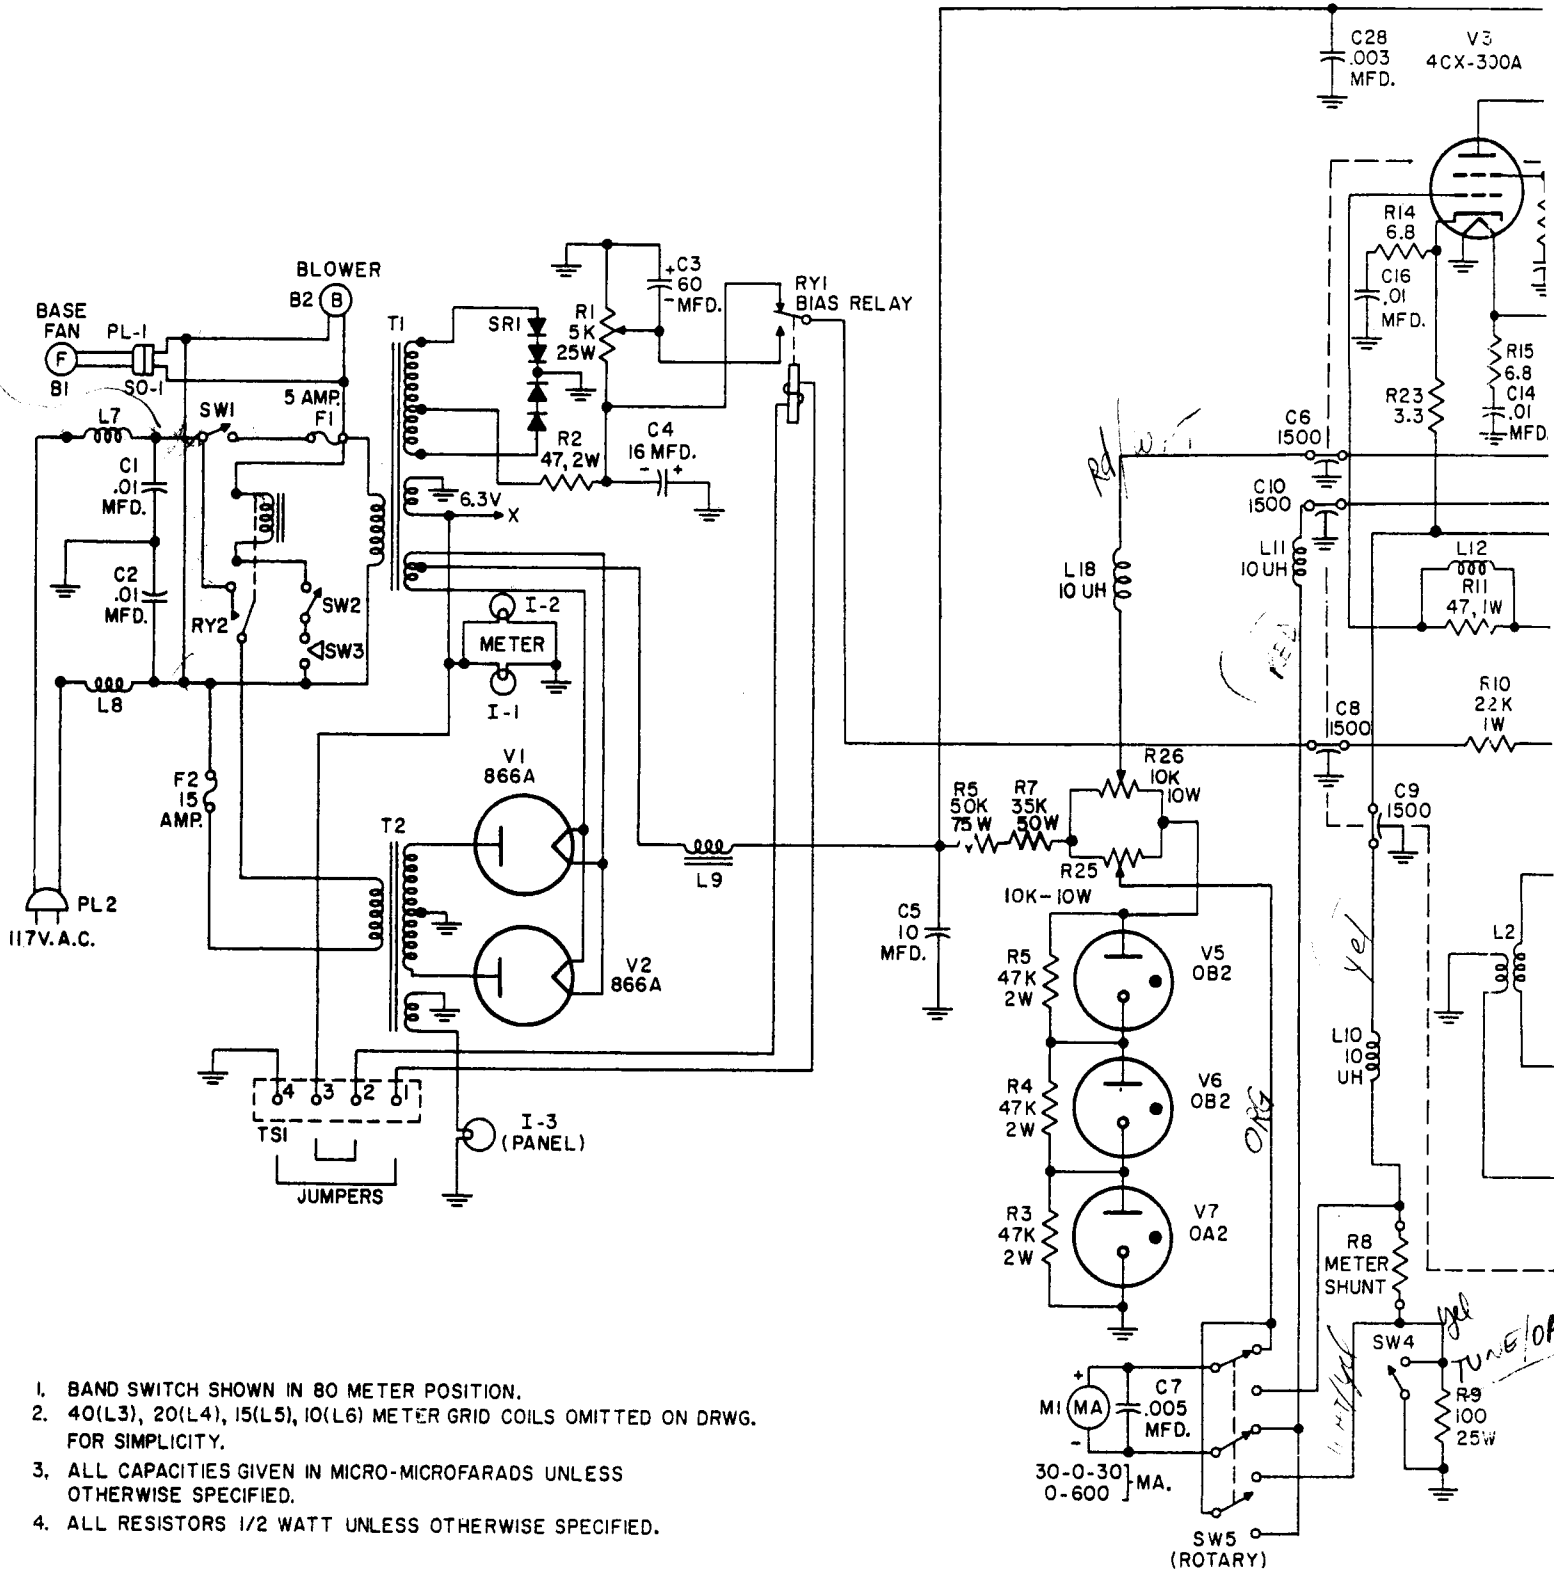 C28
.003
MFD.
V3
4CX-300A
R14
6.8
C16
.01
MFD.
R15
6.8
C14
.01
MFD.
R23
3.3
BLOWER
B2 B
BASE
FAN
F
B1
PL-1
SO-1
5 AMP.
F1
L7
SW1
C1
.01
MFD.
C2
.01
MFD.
RY2
SW2
SW3
L8
T1
SR1
R1
5K
25W
+C3
60
-MFD.
RY1
BIAS RELAY
R2
47, 2W
C4
16 MFD.
- +
6.3V
X
I-2
METER
I-1
C6
1500
C10
1500
Rd/
L18
10 UH
L11
10 UH
RED
L12
R11
47, 1W
C8
1500
R10
22K
1W
C9
1500
F2
15
AMP.
V1
866A
T2
V2
866A
L9
PL2
117V. A.C.
R5
50K
75W
R7
35K
50W
R26
10K
10W
R25
10K-10W
C5
10
MFD.
R5
47K
2W
V5
OB2
R4
47K
2W
V6
OB2
R3
47K
2W
V7
OA2
ORG
Yel
L10
10
UH
L2
4 3 2 1
TS1
JUMPERS
I-3
(PANEL)
R8
METER
SHUNT
yel
SW4
TUNE/OP
R9
100
25W
+
M1 MA
-
C7
.005
MFD.
30-0-30
0-600
MA.
SW5
(ROTARY)
1. BAND SWITCH SHOWN IN 80 METER POSITION.
2. 40(L3), 20(L4), 15(L5), 10(L6) METER GRID COILS OMITTED ON DRWG.
FOR SIMPLICITY.
3. ALL CAPACITIES GIVEN IN MICRO-MICROFARADS UNLESS
OTHERWISE SPECIFIED.
4. ALL RESISTORS 1/2 WATT UNLESS OTHERWISE SPECIFIED.